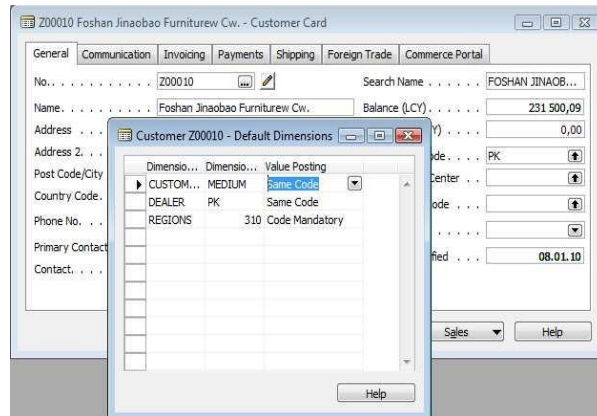 Z00010 Foshan Jinaobao Furniturew Cw. - Customer Card
General Communication Invoicing Payments Shipping Foreign Trade Commerce Portal
No. . . . . . . . . . . . Z00010 ... Search Name . . . . . . FOSHAN JINAOB...
Name. . . . . . . . . . . Foshan Jinaobao Furniturew Cw. Balance (LCY). . . . . . 231 500,09
Address . . . Y) . . . . 0,00
Address 2. . . ode. . . . PK
Post Code/City Center . .
Country Code. ode . . .
Phone No. . . . . . . .
Primary Contact fied . . . 08.01.10
Contact. . . .
Customer Z00010 - Default Dimensions
Dimensio... Dimensio... Value Posting
CUSTOM... MEDIUM Same Code
DEALER PK Same Code
REGIONS 310 Code Mandatory
Help
Sales Help